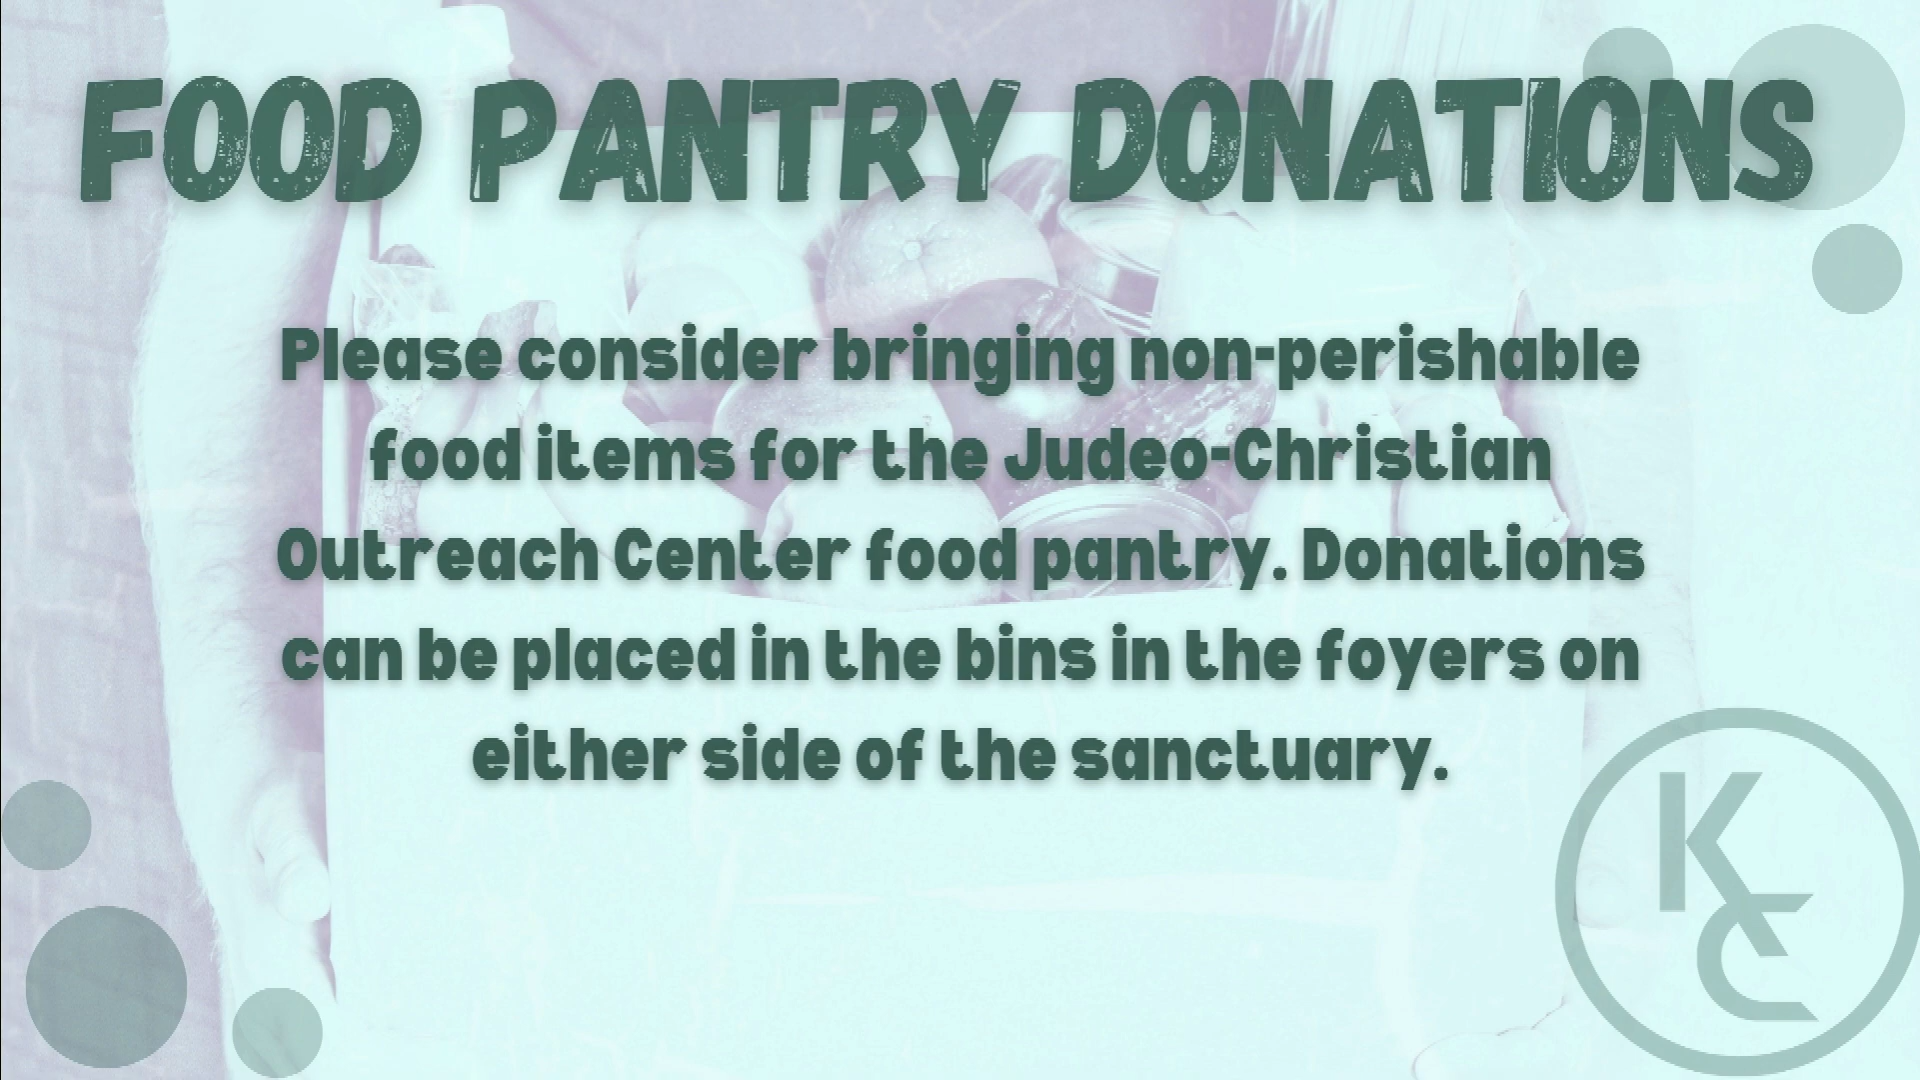 FOOD PANTRY DONATIONS
Please consider bringing non-perishable
food items for the Judeo-Christian
Outreach Center food pantry. Donations
can be placed in the bins in the foyers on
either side of the sanctuary.
KC